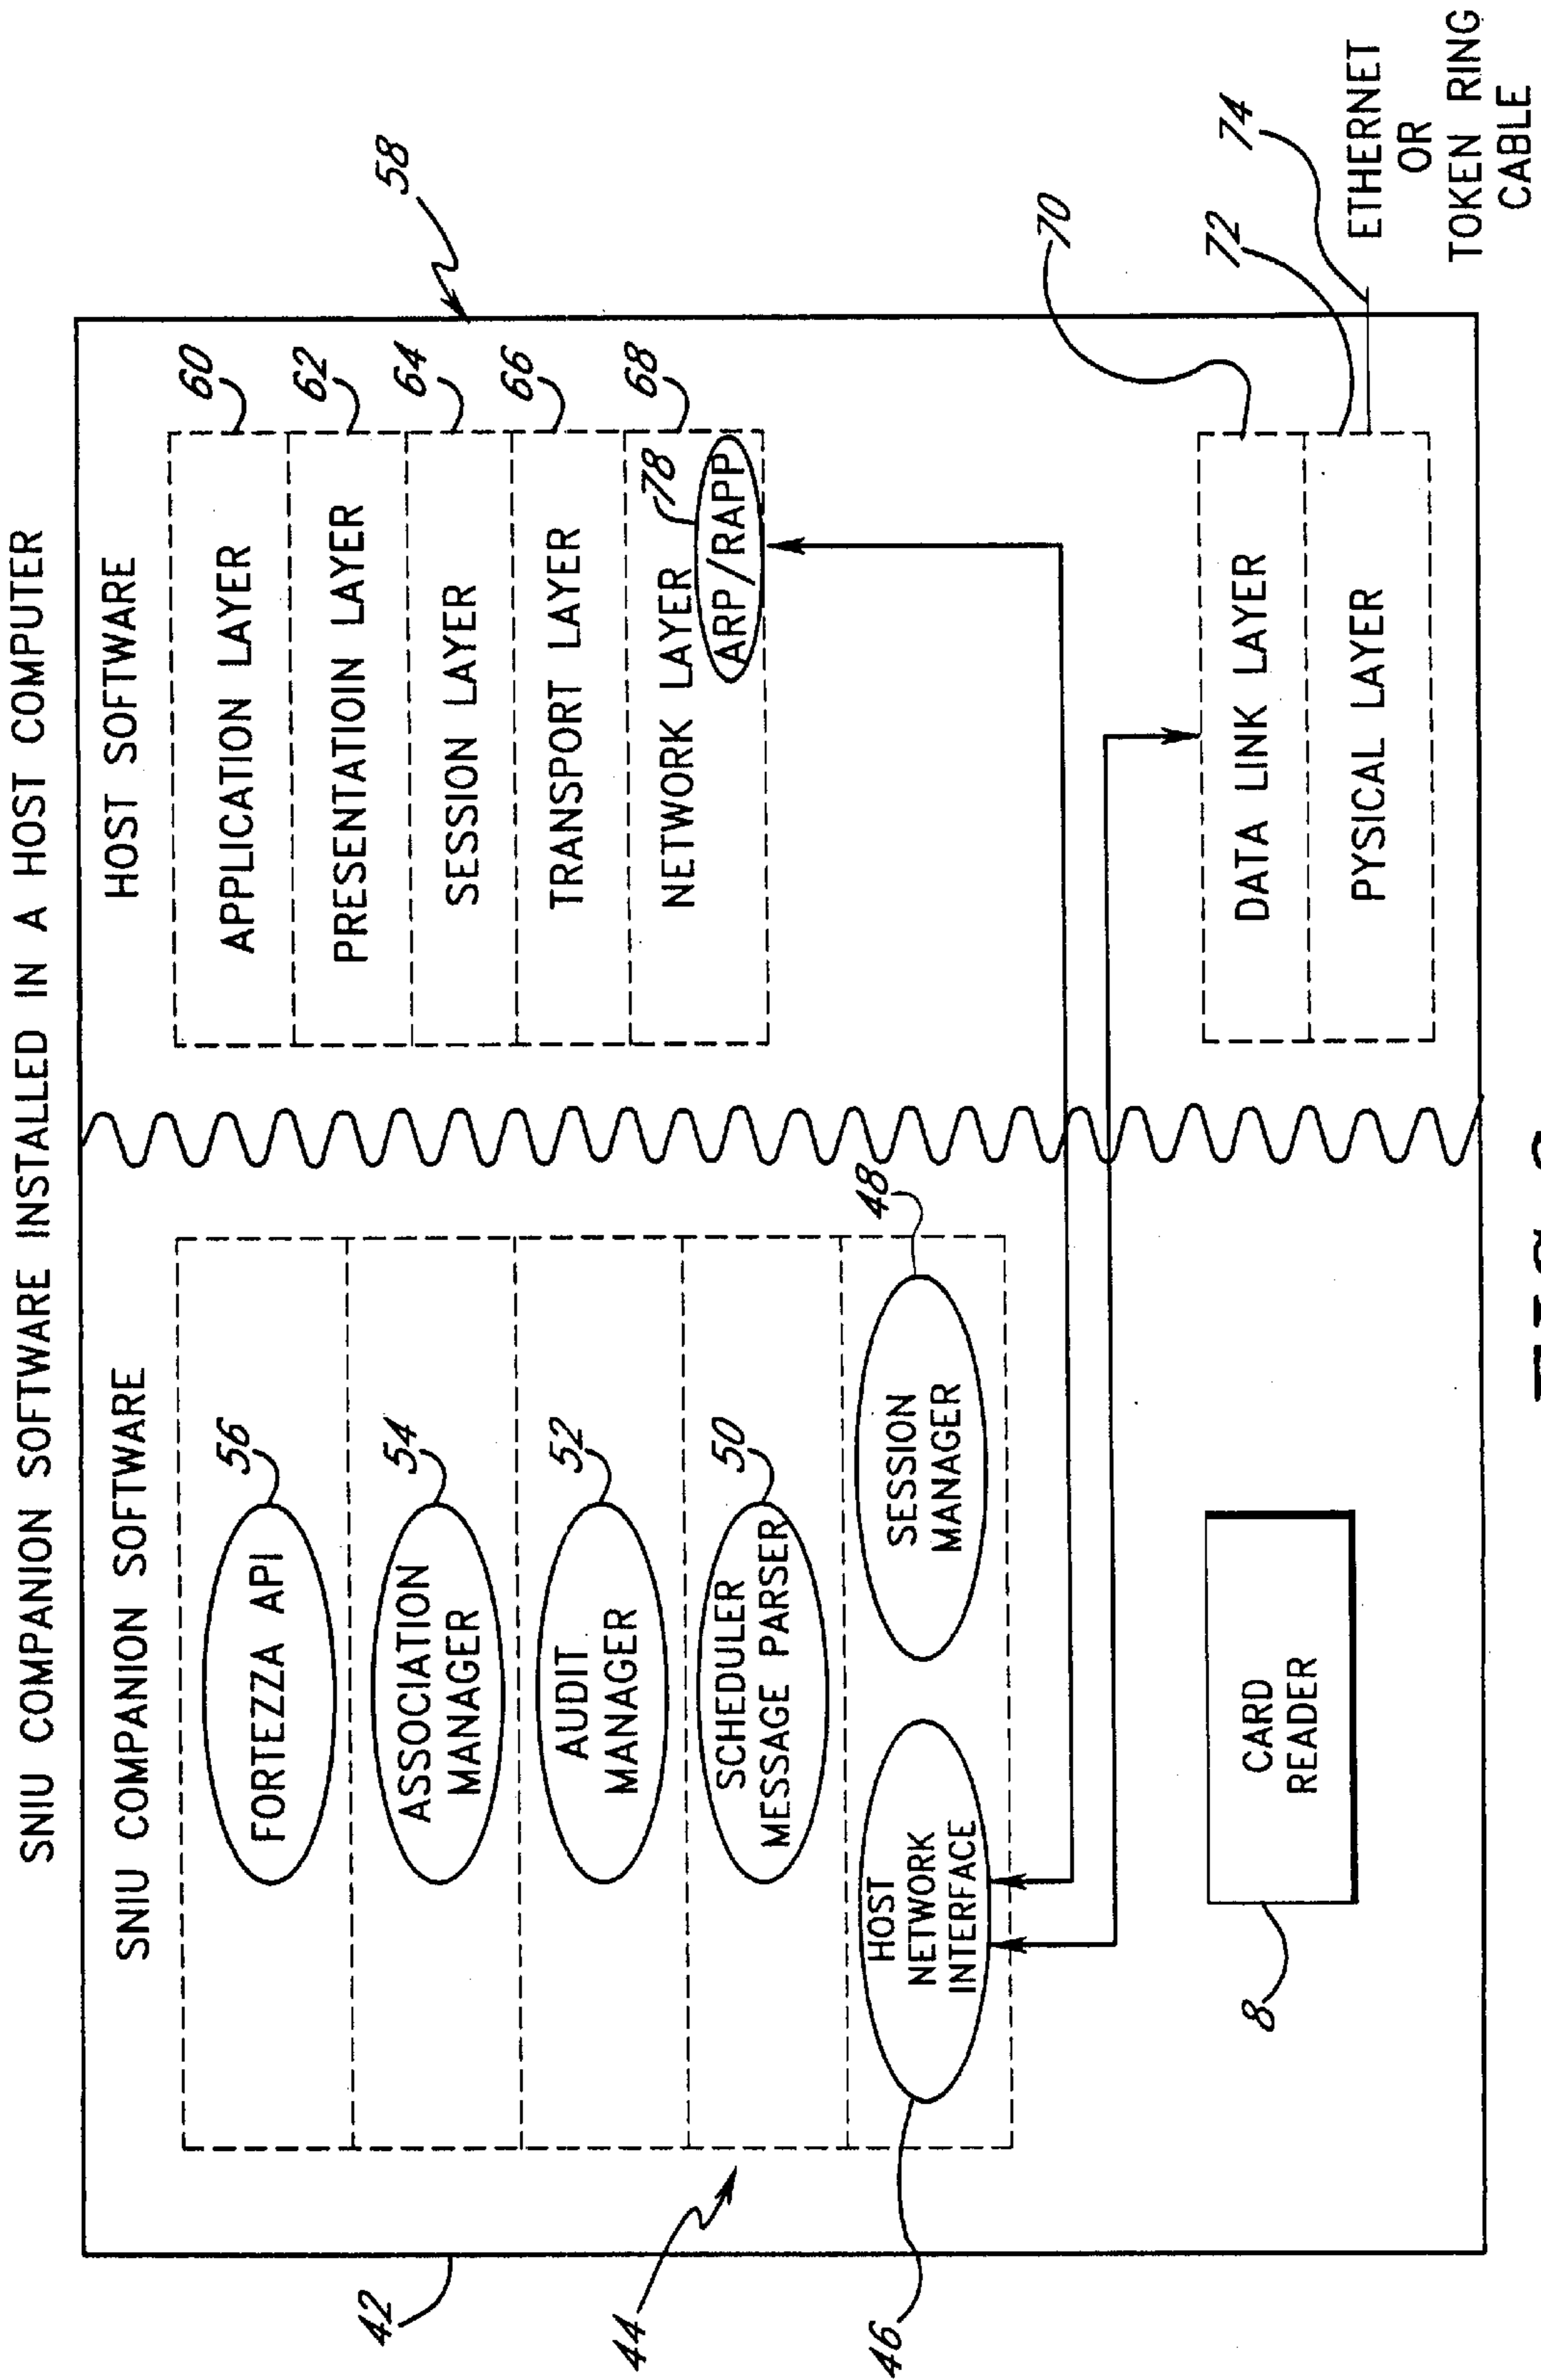 SNIU COMPANION SOFTWARE INSTALLED IN A HOST COMPUTER
SNIU COMPANION SOFTWARE
FORTEZZA API
56
ASSOCIATION
MANAGER
54
AUDIT
MANAGER
52
SCHEDULER
MESSAGE PARSER
50
HOST
NETWORK
INTERFACE
SESSION
MANAGER
48
CARD
READER
8
42
44
46
HOST SOFTWARE
APPLICATION LAYER
60
PRESENTATIOIN LAYER
62
SESSION LAYER
64
TRANSPORT LAYER
66
NETWORK LAYER
68
78
ARP/RAPP
DATA LINK LAYER
PYSICAL LAYER
58
70
72
74
ETHERNET
OR
TOKEN RING
CABLE